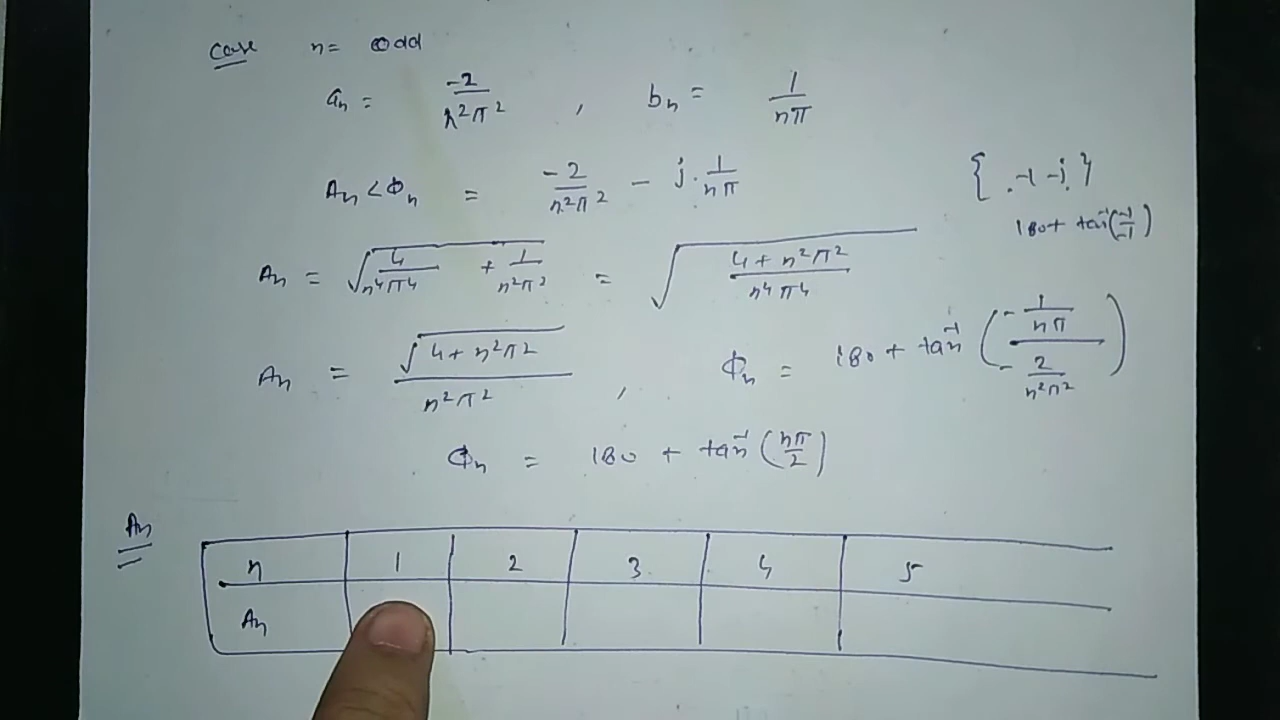 Case n = odd
an = -2/n²π² , bn = 1/nπ
An∠Φn = -2/n²π² - j·1/nπ { -1-j }
180+ tan⁻¹(-1/-1)
An = √(4/n⁴π⁴ + 1/n²π²) = √((4+n²π²)/n⁴π⁴)
An = √(4+n²π²)/n²π² , Φn = 180 + tan⁻¹(-1/nπ / -2/n²π²)
Φn = 180 + tan⁻¹(nπ/2)
An
n 1 2 3 4 5
An